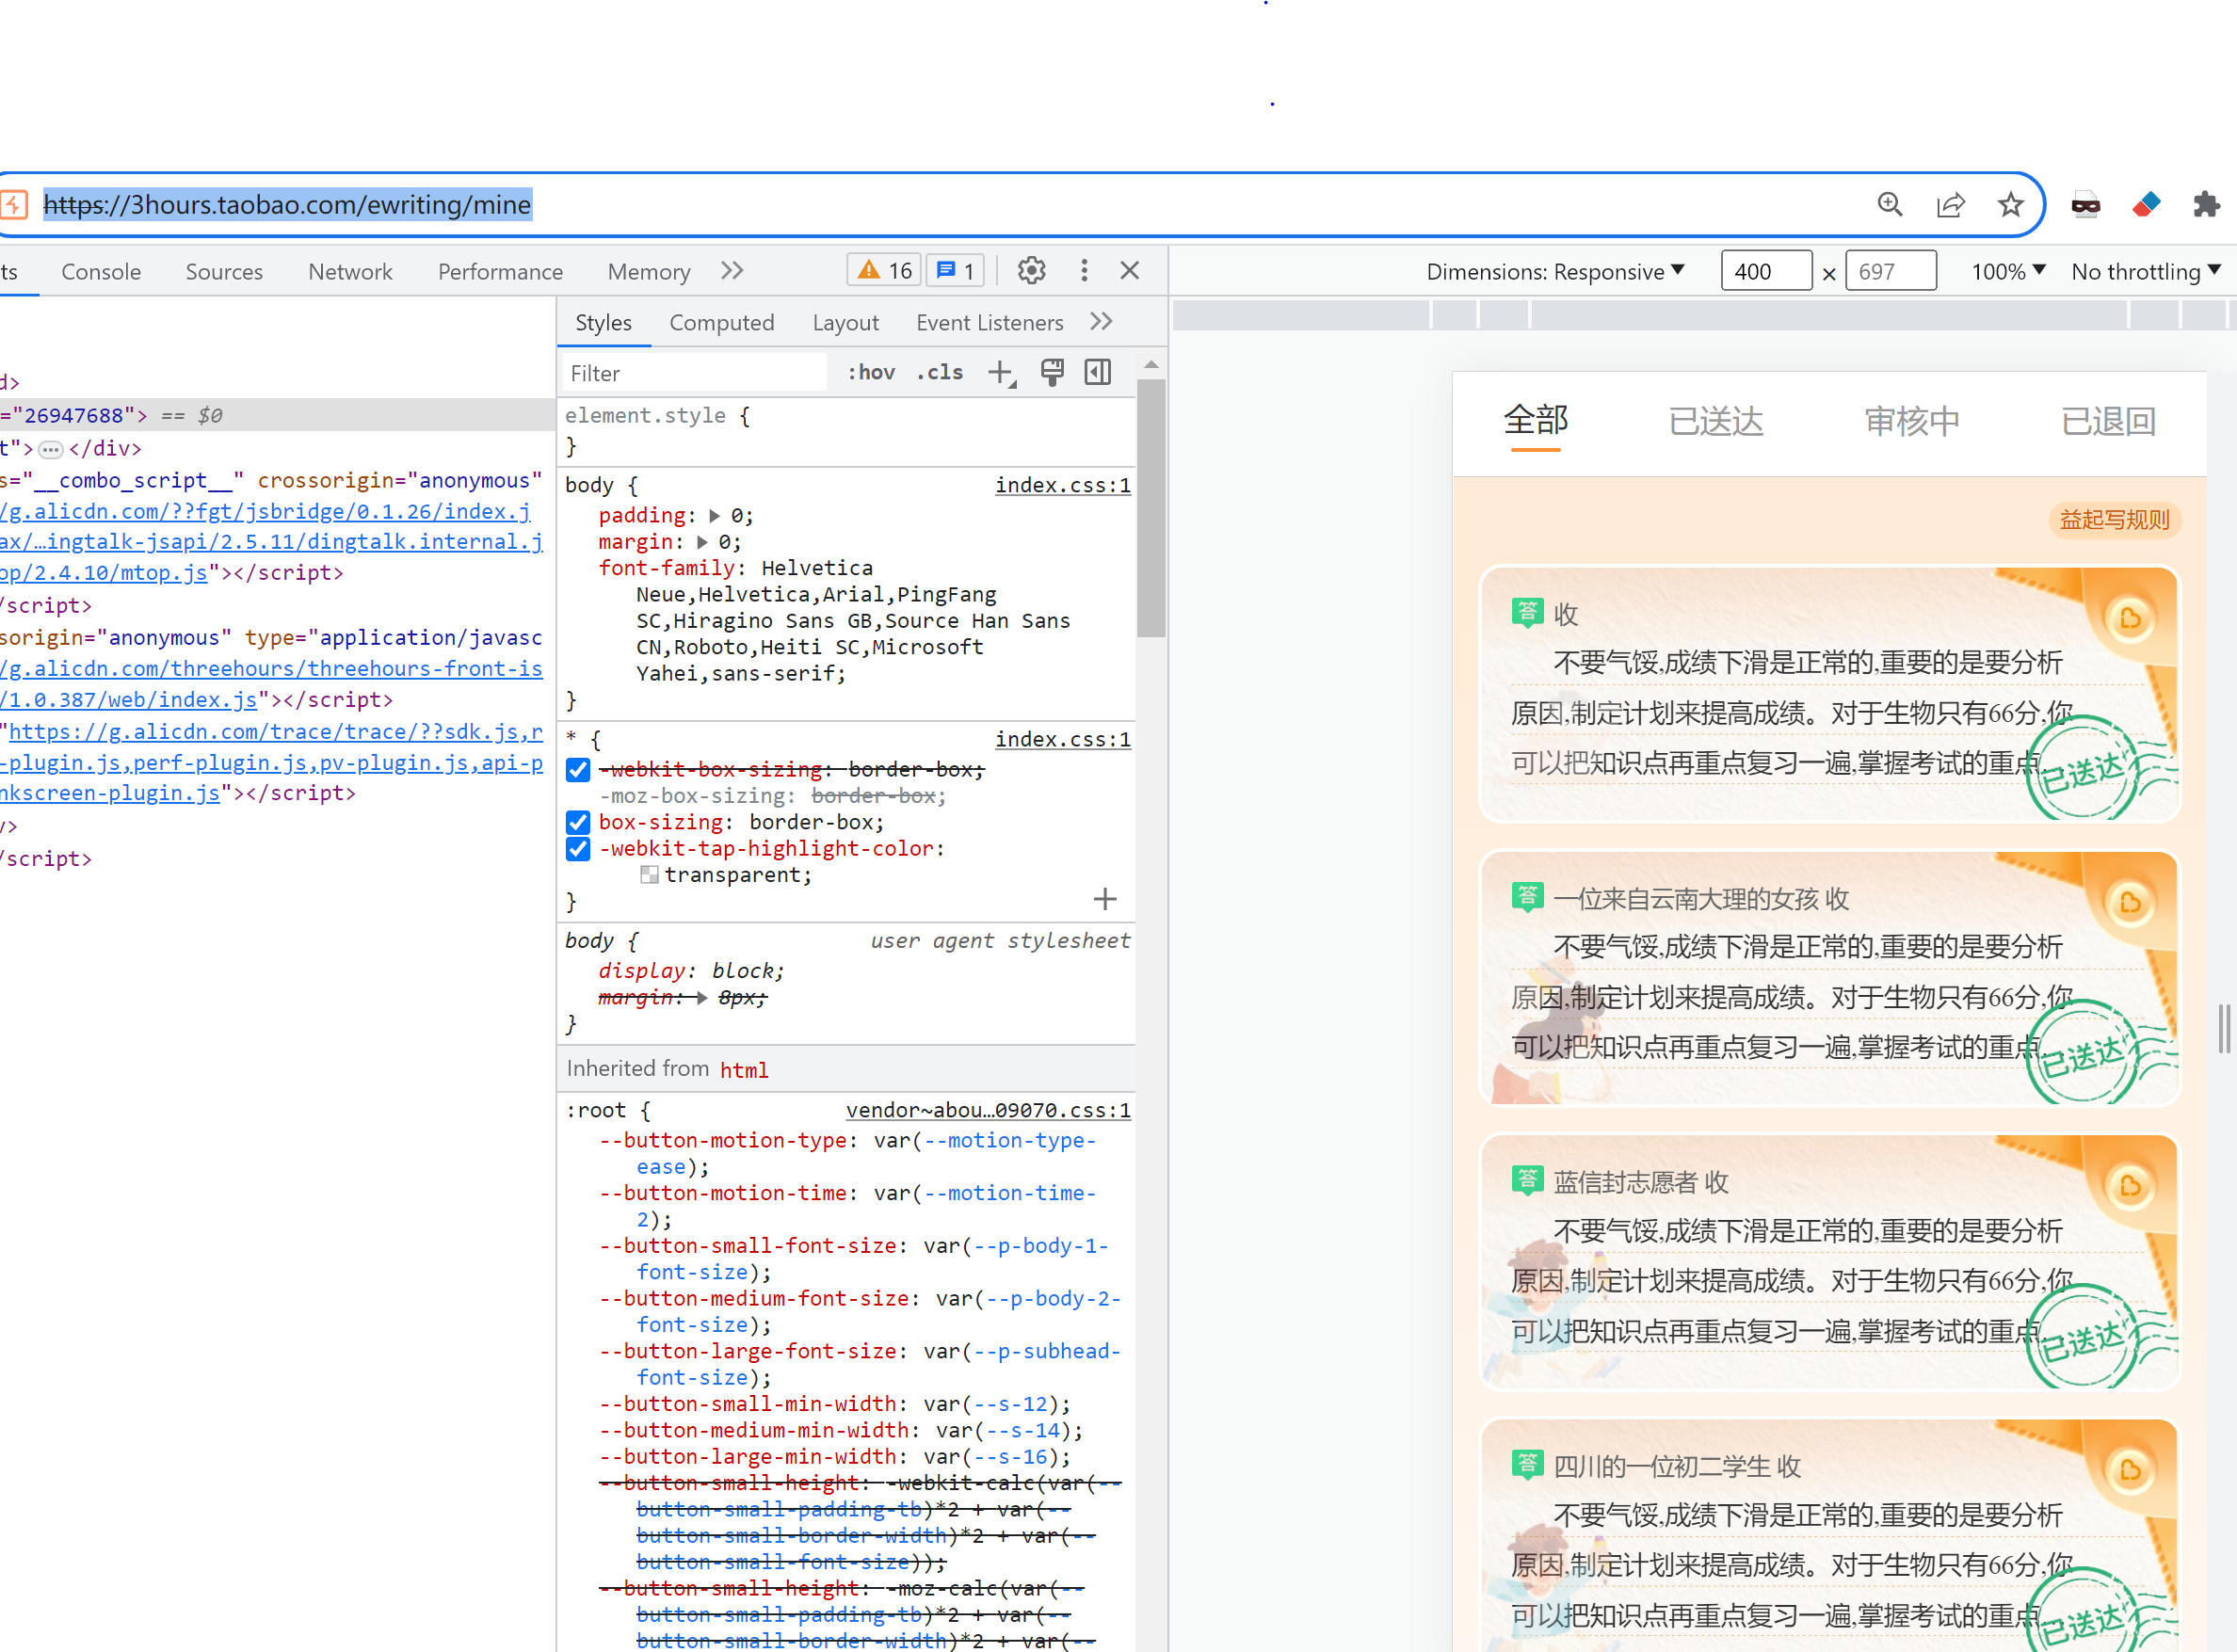 https://3hours.taobao.com/ewriting/mine
ts Console Sources Network Performance Memory 16 1
Dimensions: Responsive 400 × 697 100% No throttling
Styles Computed Layout Event Listeners
Filter :hov .cls
d>
="26947688"> == $0
t">…</div>
s="__combo_script__" crossorigin="anonymous"
/g.alicdn.com/??fgt/jsbridge/0.1.26/index.j
ax/…ingtalk-jsapi/2.5.11/dingtalk.internal.j
op/2.4.10/mtop.js"></script>
/script>
sorigin="anonymous" type="application/javasc
/g.alicdn.com/threehours/threehours-front-is
/1.0.387/web/index.js"></script>
"https://g.alicdn.com/trace/trace/??sdk.js,r
-plugin.js,perf-plugin.js,pv-plugin.js,api-p
nkscreen-plugin.js"></script>
/>
/script>
element.style {
}
body { index.css:1
padding: 0;
margin: 0;
font-family: Helvetica
Neue,Helvetica,Arial,PingFang
SC,Hiragino Sans GB,Source Han Sans
CN,Roboto,Heiti SC,Microsoft
Yahei,sans-serif;
}
* { index.css:1
-webkit-box-sizing: border-box;
-moz-box-sizing: border-box;
box-sizing: border-box;
-webkit-tap-highlight-color:
transparent;
}
body { user agent stylesheet
display: block;
margin: 8px;
}
Inherited from html
:root { vendor~abou…09070.css:1
--button-motion-type: var(--motion-type-
ease);
--button-motion-time: var(--motion-time-
2);
--button-small-font-size: var(--p-body-1-
font-size);
--button-medium-font-size: var(--p-body-2-
font-size);
--button-large-font-size: var(--p-subhead-
font-size);
--button-small-min-width: var(--s-12);
--button-medium-min-width: var(--s-14);
--button-large-min-width: var(--s-16);
--button-small-height: -webkit-calc(var(--
button-small-padding-tb)*2 + var(--
button-small-border-width)*2 + var(--
button-small-font-size));
--button-small-height: -moz-calc(var(--
button-small-padding-tb)*2 + var(--
button-small-border-width)*2 + var(--
全部 已送达 审核中 已退回
益起写规则
答 收
不要气馁,成绩下滑是正常的,重要的是要分析
原因,制定计划来提高成绩。对于生物只有66分,你
可以把知识点再重点复习一遍,掌握考试的重点
已送达
答 一位来自云南大理的女孩 收
不要气馁,成绩下滑是正常的,重要的是要分析
原因,制定计划来提高成绩。对于生物只有66分,你
可以把知识点再重点复习一遍,掌握考试的重点
已送达
答 蓝信封志愿者 收
不要气馁,成绩下滑是正常的,重要的是要分析
原因,制定计划来提高成绩。对于生物只有66分,你
可以把知识点再重点复习一遍,掌握考试的重点
已送达
答 四川的一位初二学生 收
不要气馁,成绩下滑是正常的,重要的是要分析
原因,制定计划来提高成绩。对于生物只有66分,你
可以把知识点再重点复习一遍,掌握考试的重点
已送达